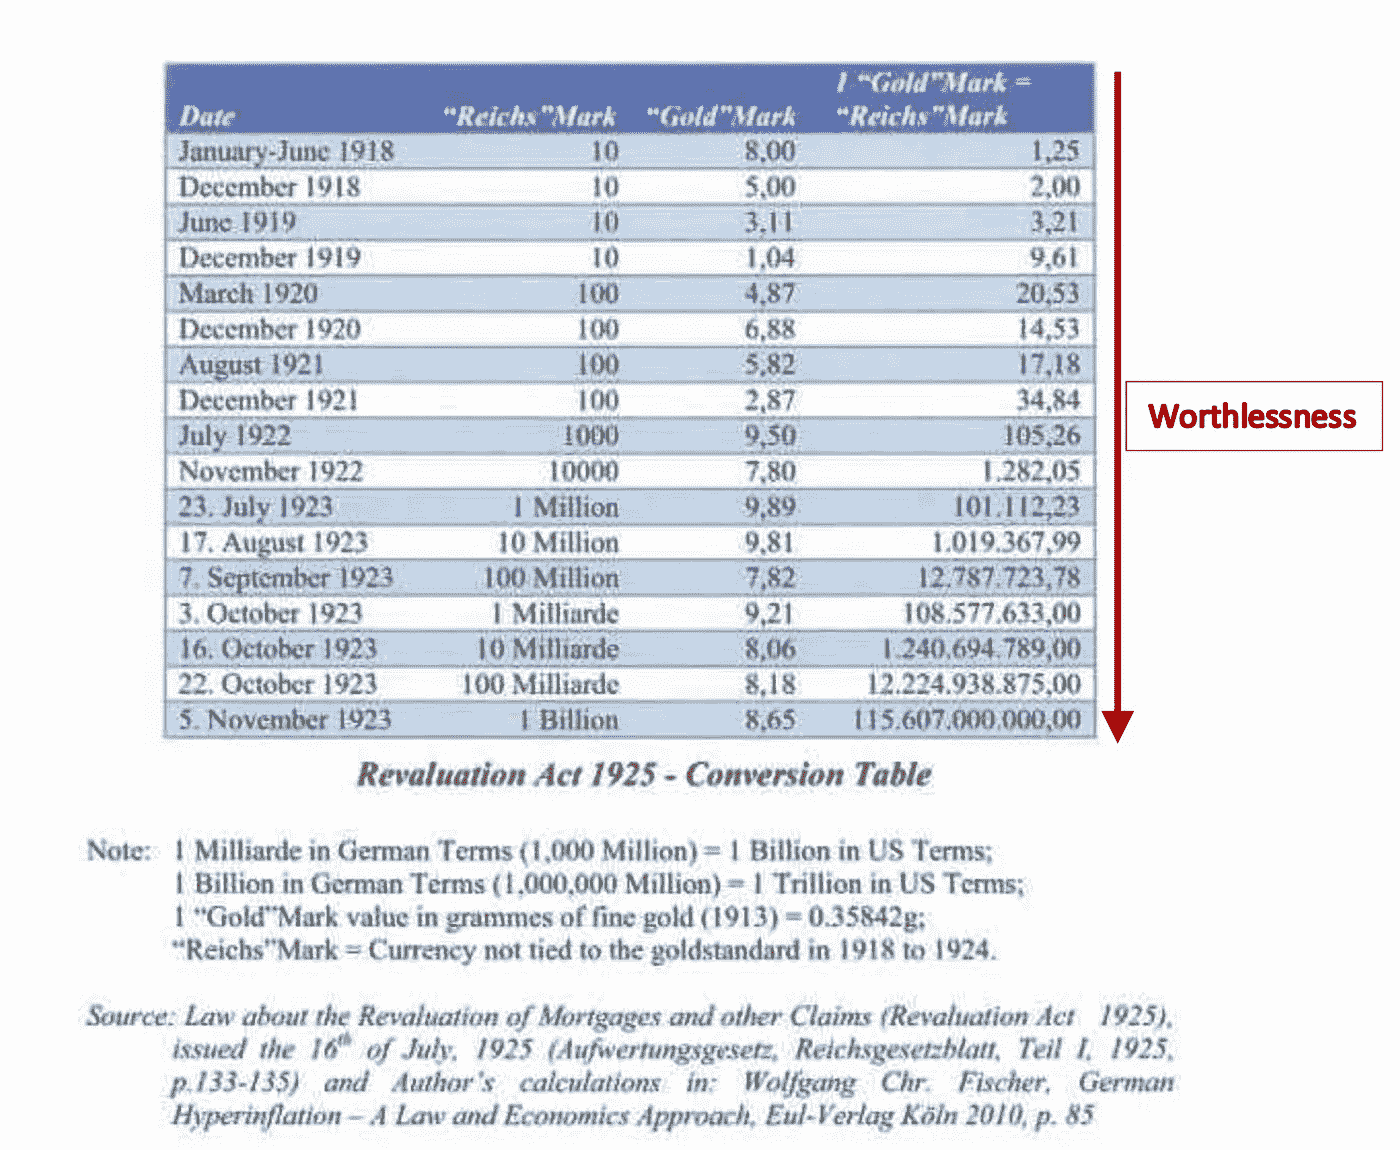 1 “Gold”Mark =
Date “Reichs”Mark “Gold”Mark “Reichs”Mark
January-June 1918 10 8,00 1,25
December 1918 10 5,00 2,00
June 1919 10 3,11 3,21
December 1919 10 1,04 9,61
March 1920 100 4,87 20,53
December 1920 100 6,88 14,53
August 1921 100 5,82 17,18
December 1921 100 2,87 34,84
July 1922 1000 9,50 105,26
November 1922 10000 7,80 1.282,05
23. July 1923 1 Million 9,89 101.112,23
17. August 1923 10 Million 9,81 1.019.367,99
7. September 1923 100 Million 7,82 12.787.723,78
3. October 1923 1 Milliarde 9,21 108.577.633,00
16. October 1923 10 Milliarde 8,06 1.240.694.789,00
22. October 1923 100 Milliarde 8,18 12.224.938.875,00
5. November 1923 1 Billion 8,65 115.607.000.000,00
Worthlessness
Revaluation Act 1925 - Conversion Table
Note: 1 Milliarde in German Terms (1,000 Million) = 1 Billion in US Terms;
1 Billion in German Terms (1,000,000 Million) = 1 Trillion in US Terms;
1 “Gold”Mark value in grammes of fine gold (1913) = 0.35842g;
“Reichs”Mark = Currency not tied to the goldstandard in 1918 to 1924.
Source: Law about the Revaluation of Mortgages and other Claims (Revaluation Act 1925),
issued the 16th of July, 1925 (Aufwertungsgesetz, Reichsgesetzblatt, Teil I, 1925,
p.133-135) and Author’s calculations in: Wolfgang Chr. Fischer, German
Hyperinflation – A Law and Economics Approach, Eul-Verlag Köln 2010, p. 85